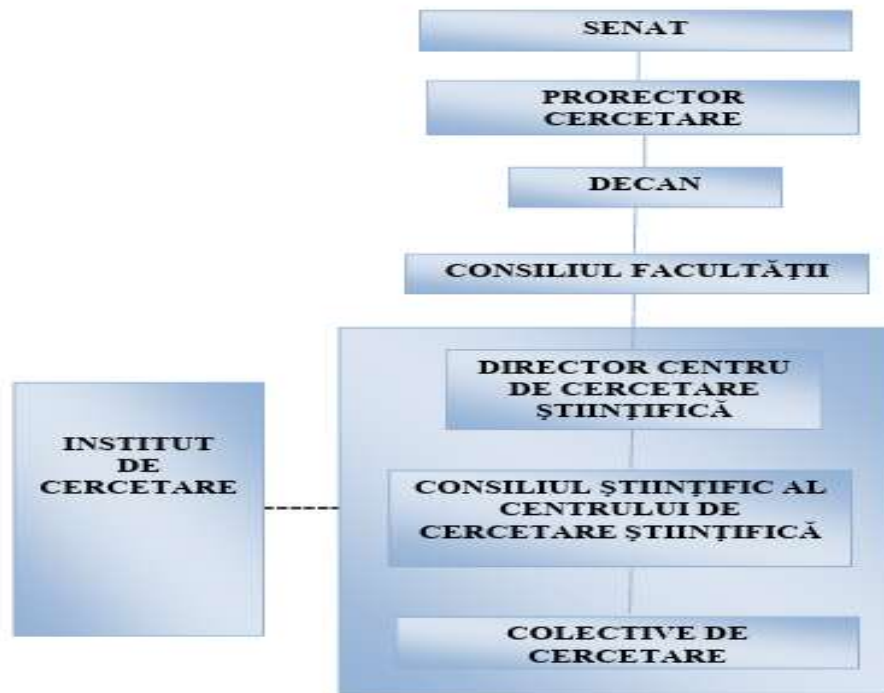 SENAT
PRORECTOR
CERCETARE
DECAN
CONSILIUL FACULTĂŢII
DIRECTOR CENTRU
DE CERCETARE
ŞTIINŢIFICĂ
INSTITUT
DE
CERCETARE
CONSILIUL ŞTIINŢIFIC AL
CENTRULUI DE
CERCETARE ŞTIINŢIFICĂ
COLECTIVE DE
CERCETARE